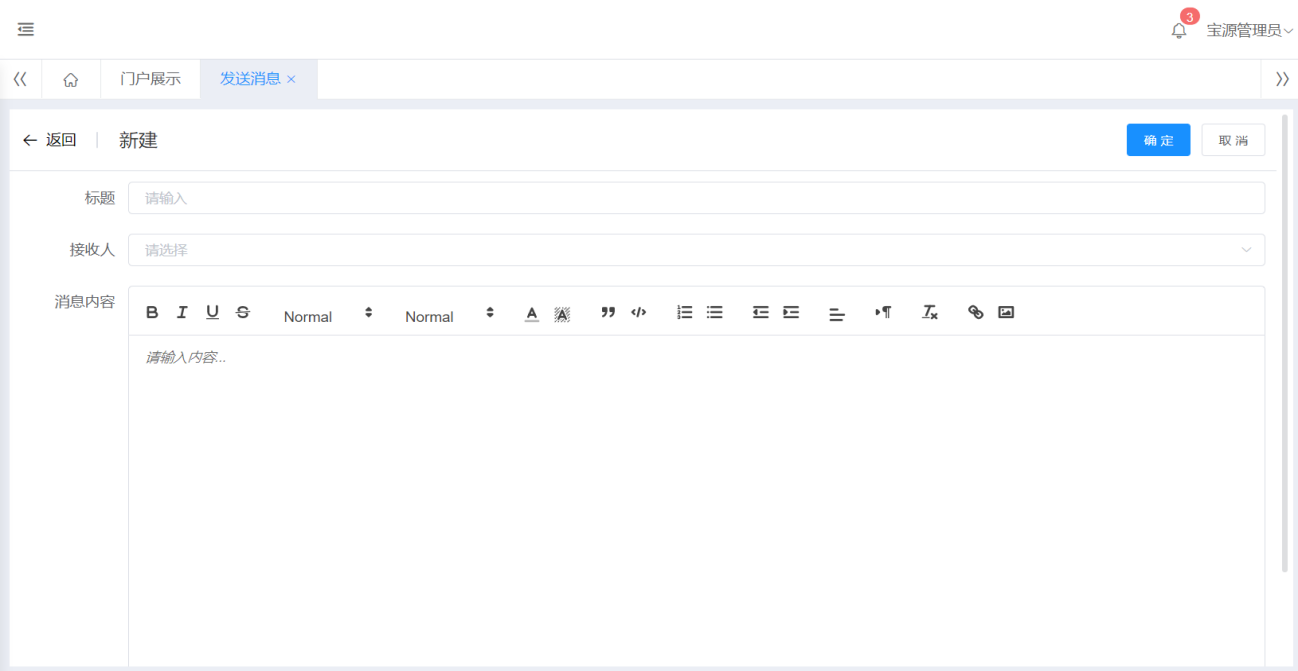 3
宝源管理员
门户展示
发送消息
返回
新建
确定
取消
标题
请输入
接收人
请选择
消息内容
Normal
Normal
请输入内容...